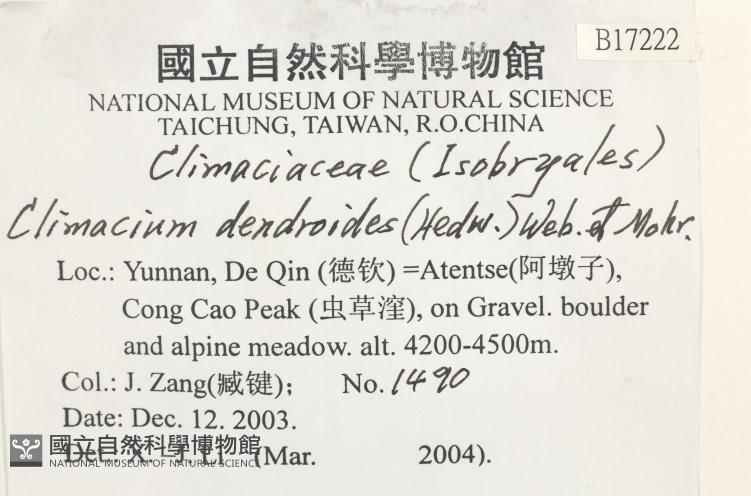 B17222
國立自然科學博物館
NATIONAL MUSEUM OF NATURAL SCIENCE
TAICHUNG, TAIWAN, R.O.CHINA
Climaciaceae (Isobryales)
Climacium dendroides (Hedw.) Web. et Mohr.
Loc.: Yunnan, De Qin (德钦) =Atentse(阿墩子),
Cong Cao Peak (虫草漥), on Gravel. boulder
and alpine meadow. alt. 4200-4500m.
Col.: J. Zang(臧键); No. 1490
Date: Dec. 12. 2003.
國立自然科學博物館
NATIONAL MUSEUM OF NATURAL SCIENCE
(Mar. 2004).